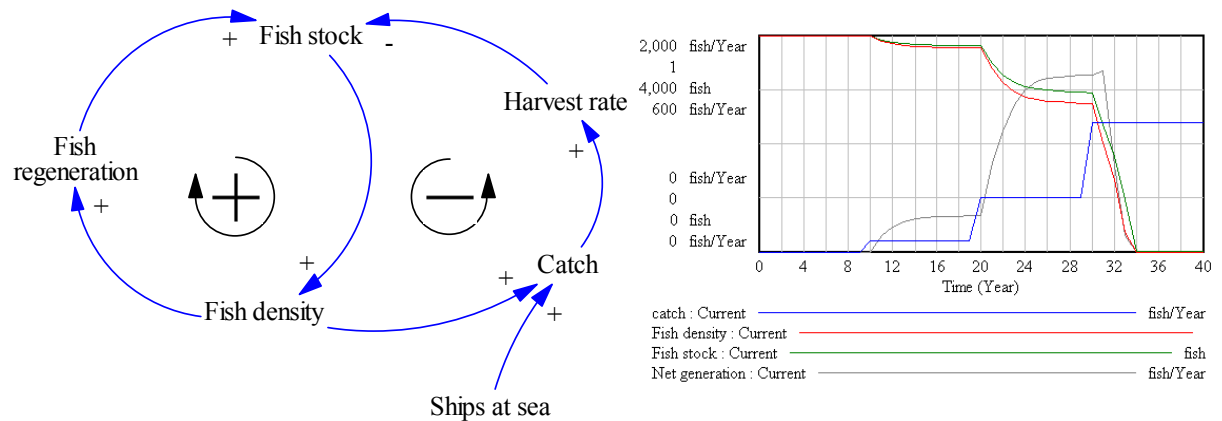 + Fish stock -
Harvest rate
Fish
regeneration
+
+
+ -
+
+
Catch
Fish density
+
+
Ships at sea
2,000 fish/Year
1
4,000 fish
600 fish/Year
0 fish/Year
0
0 fish
0 fish/Year
0 4 8 12 16 20 24 28 32 36 40
Time (Year)
catch : Current fish/Year
Fish density : Current
Fish stock : Current fish
Net generation : Current fish/Year